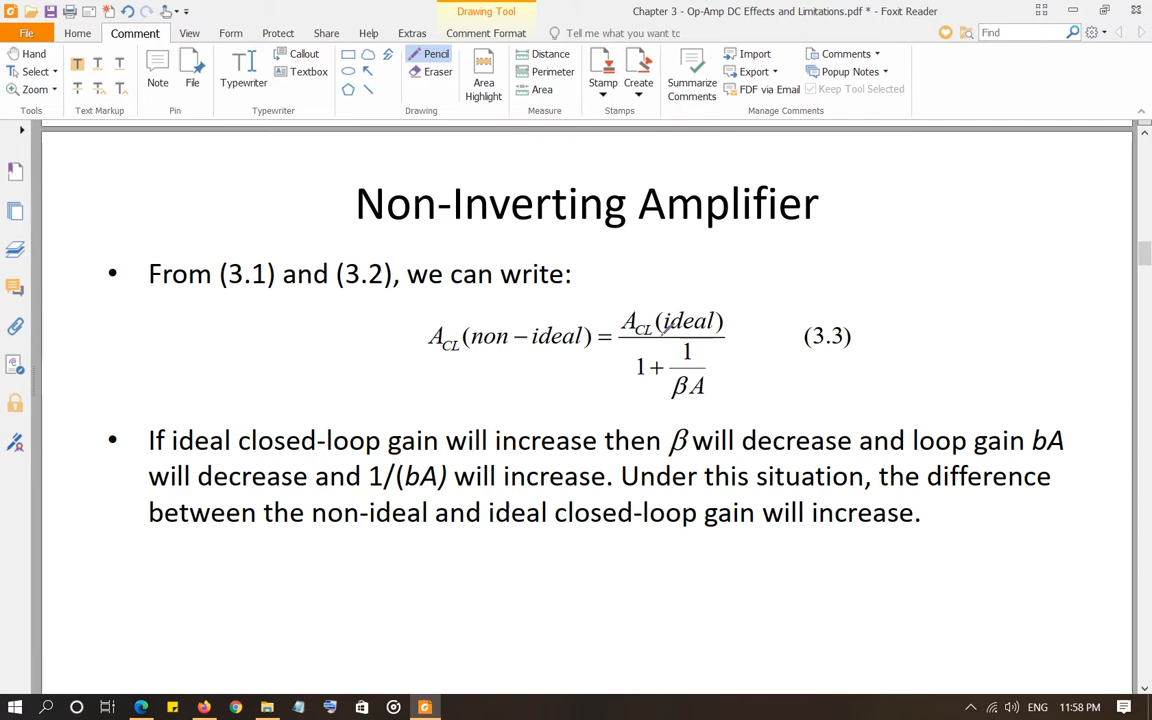 Drawing Tool
Chapter 3 - Op-Amp DC Effects and Limitations.pdf * - Foxit Reader
File Home Comment View Form Protect Share Help Extras Comment Format Tell me what you want to Find
Hand
Select
Zoom
Tools
Text Markup
Note
File
Pin
Typewriter
Callout
Textbox
Typewriter
Pencil
Eraser
Drawing
Area
Highlight
Distance
Perimeter
Area
Measure
Stamp
Create
Stamps
Summarize
Comments
Import
Export
FDF via Email
Comments
Popup Notes
Keep Tool Selected
Manage Comments
Non-Inverting Amplifier
• From (3.1) and (3.2), we can write:
A_CL(non − ideal) = A_CL(ideal) / (1 + 1/(βA)) (3.3)
• If ideal closed-loop gain will increase then β will decrease and loop gain bA
will decrease and 1/(bA) will increase. Under this situation, the difference
between the non-ideal and ideal closed-loop gain will increase.
ENG 11:58 PM